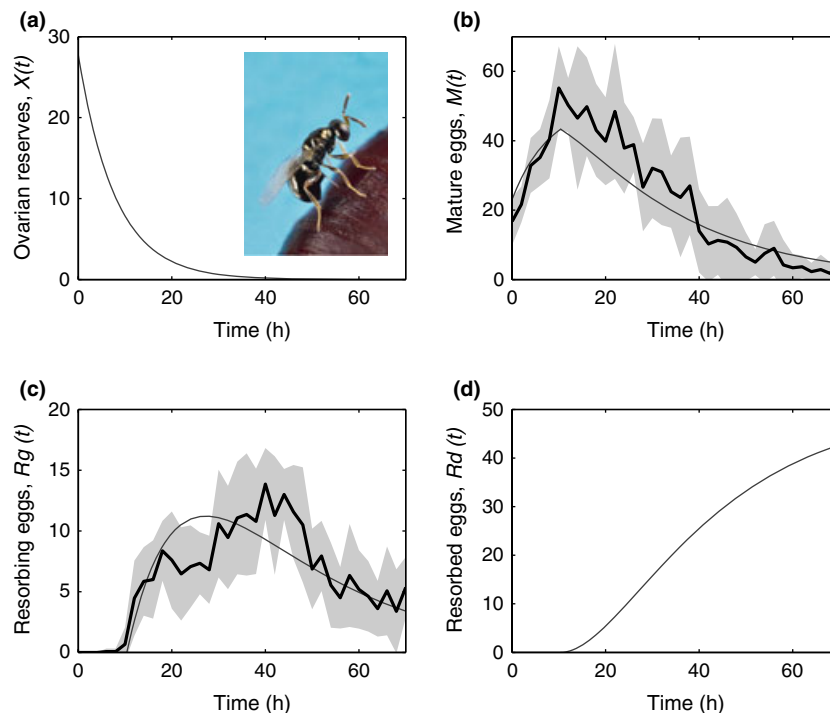 (a)
30
20
10
0
0
20
40
60
Ovarian reserves, X(t)
Time (h)
(b)
60
40
20
0
0
20
40
60
Mature eggs, M(t)
Time (h)
(c)
20
15
10
5
0
0
20
40
60
Resorbing eggs, Rg (t)
Time (h)
(d)
50
40
30
20
10
0
0
20
40
60
Resorbed eggs, Rd (t)
Time (h)